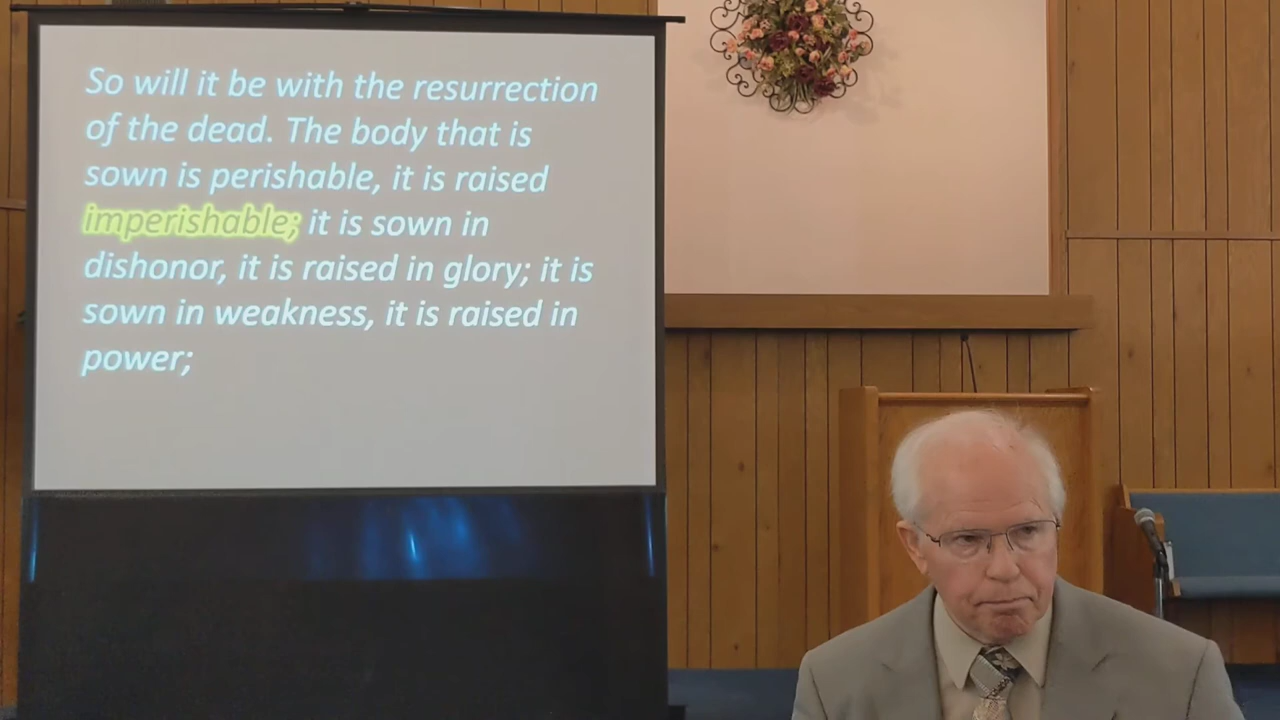 So will it be with the resurrection
of the dead. The body that is
sown is perishable, it is raised
imperishable; it is sown in
dishonor, it is raised in glory; it is
sown in weakness, it is raised in
power;